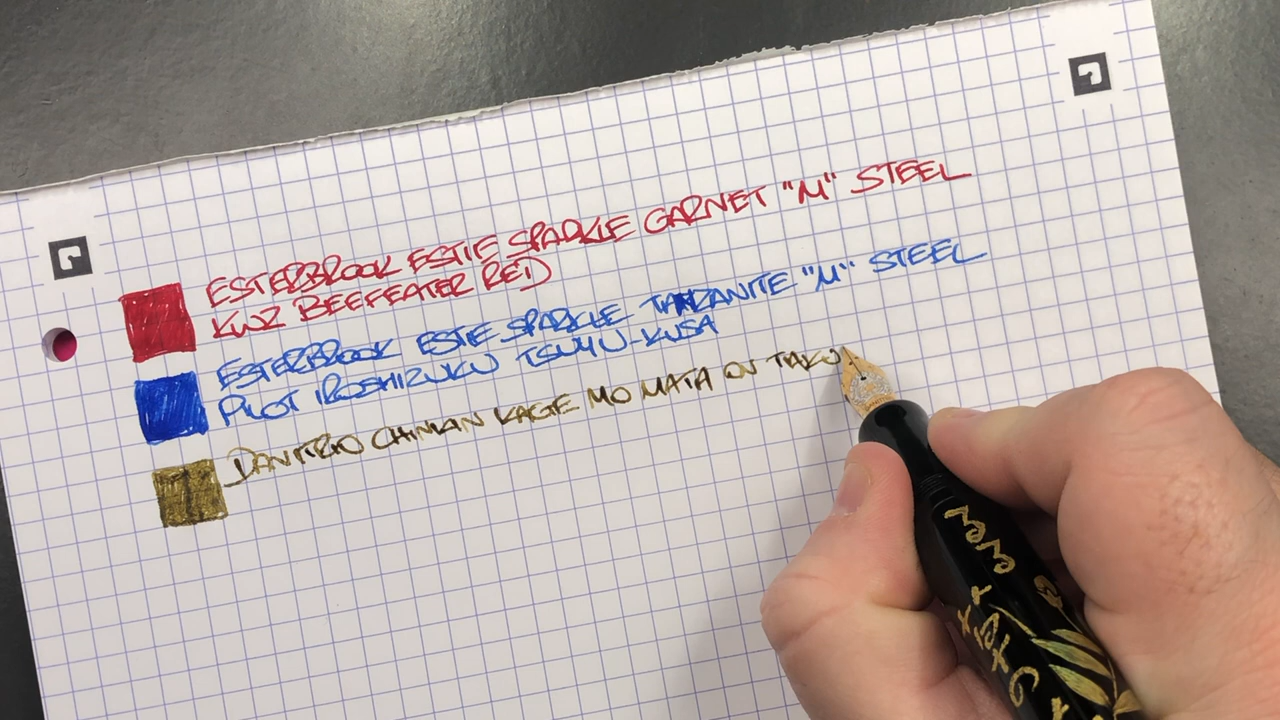 ESTERBROOK ESTIE SPARKLE GARNET "M" STEEL
KWZ BEEFEATER RED
ESTERBROOK ESTIE SPARKLE TANZANITE "M" STEEL
PILOT IROSHIZUKU TSUYU-KUSA
DANITRIO CHINKIN KAGE MO MATA ON TAKU